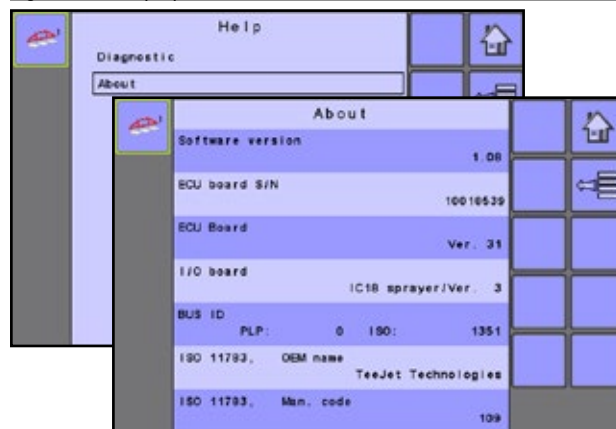 Help
Diagnostic
About
About
Software version
1.08
ECU board S/N
10010539
ECU Board
Ver. 31
I/O board
IC18 sprayer/Ver. 3
BUS ID
PLP: 0 ISO: 1351
ISO 11783, OEM name
TeeJet Technologies
ISO 11783, Man. code
109